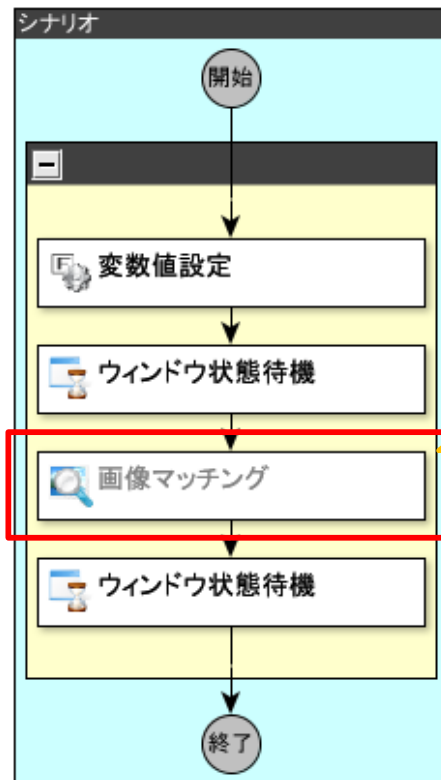 シナリオ
開始
変数値設定
ウィンドウ状態待機
画像マッチング
ウィンドウ状態待機
終了